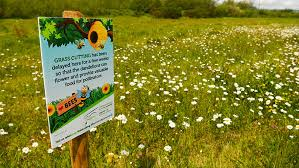 GRASS CUTTING has been
delayed here for a few weeks
so that the dandelions can
flower and provide valuable
food for pollinators.
BEES